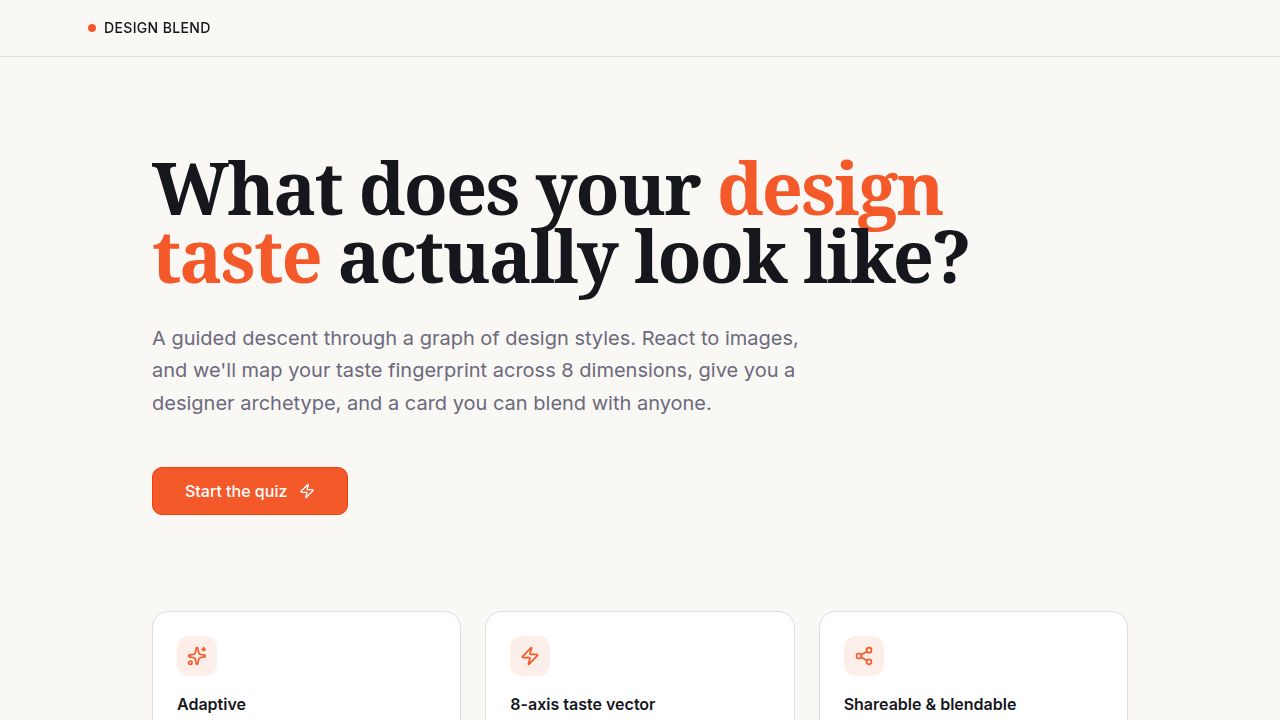 DESIGN BLEND
What does your design
taste actually look like?
A guided descent through a graph of design styles. React to images,
and we'll map your taste fingerprint across 8 dimensions, give you a
designer archetype, and a card you can blend with anyone.
Start the quiz
Adaptive
8-axis taste vector
Shareable & blendable